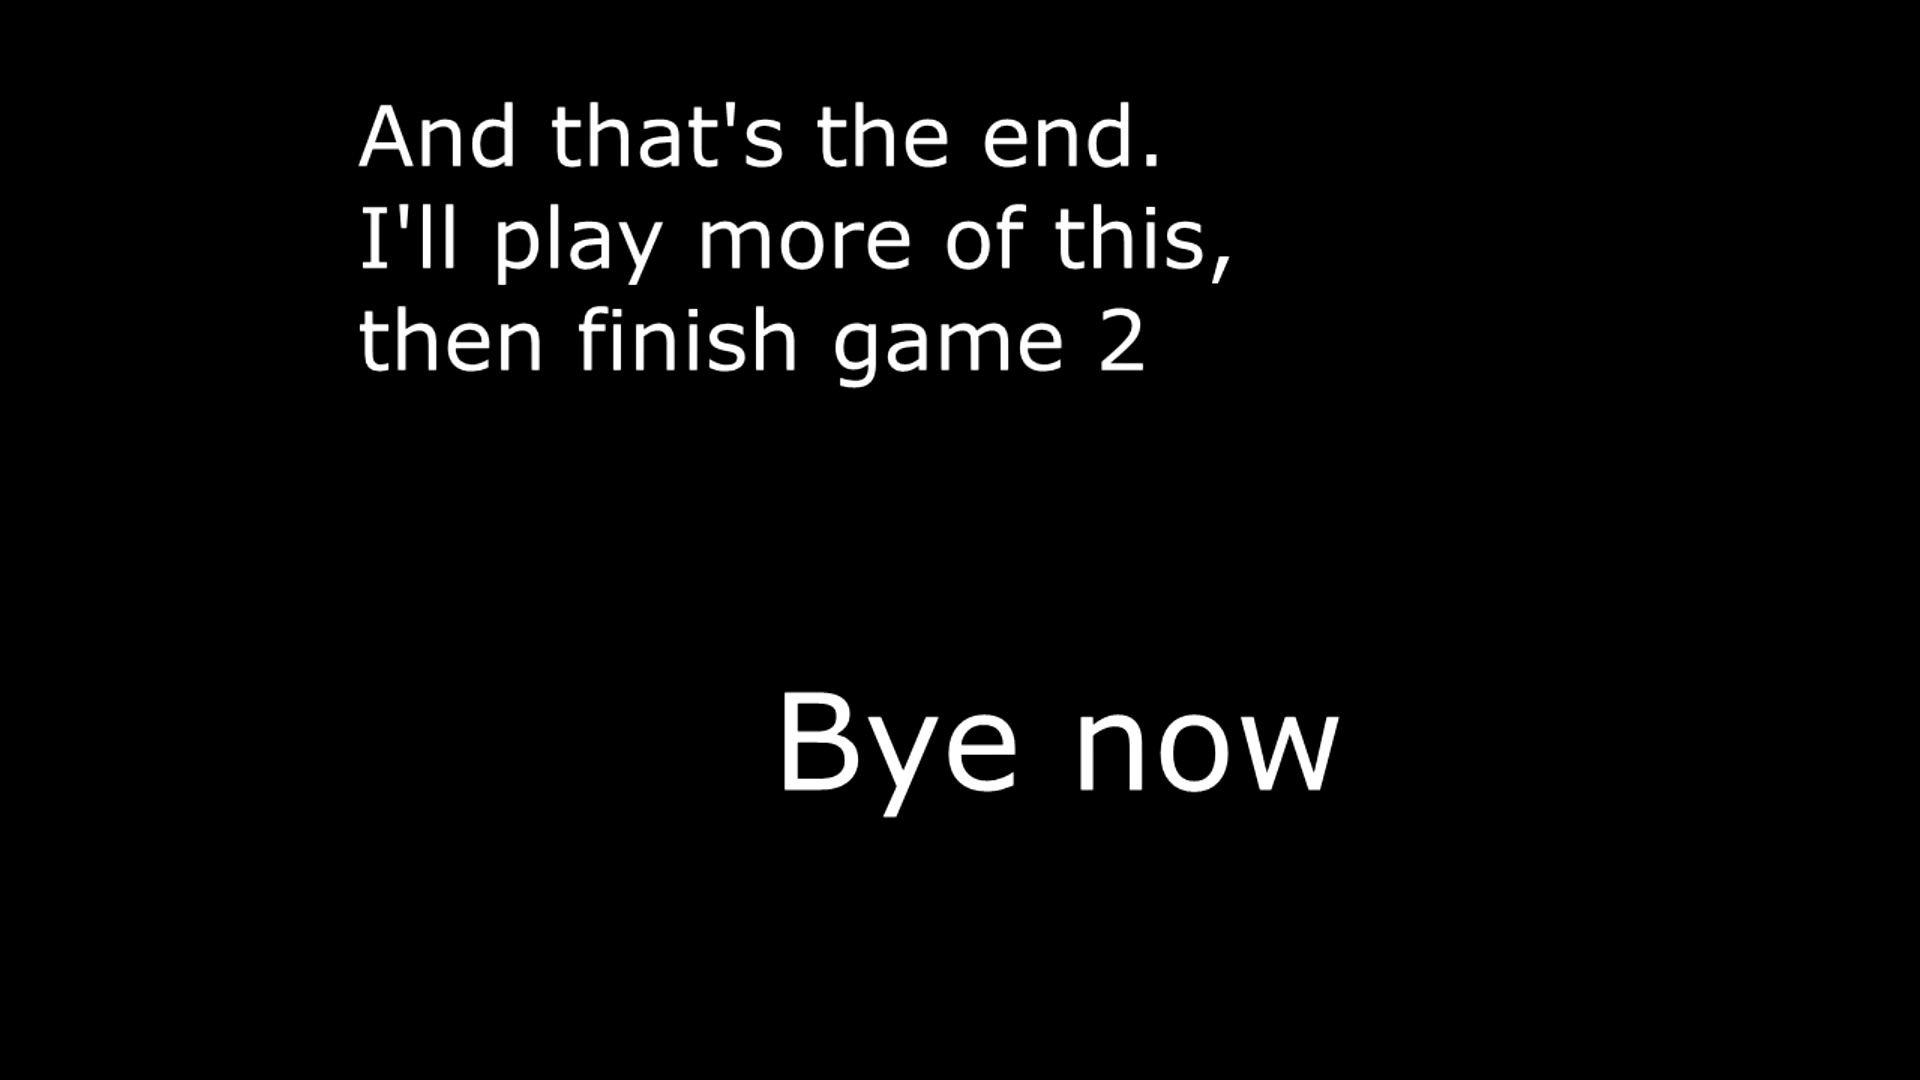 And that's the end.
I'll play more of this,
then finish game 2
Bye now